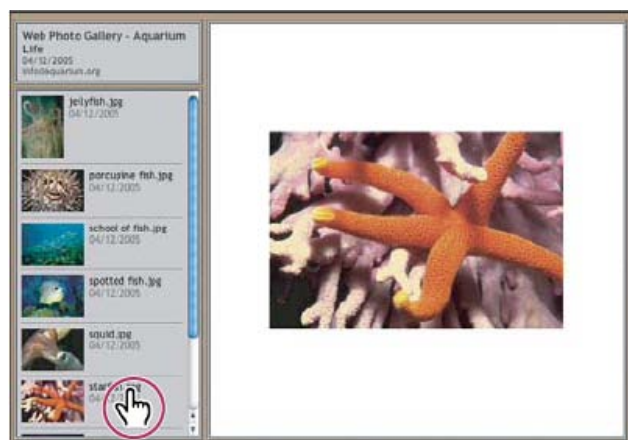 Web Photo Gallery - Aquarium
Life
04/12/2005
info@aquarium.org
jellyfish.jpg
04/12/2005
porcupine fish.jpg
04/12/2005
school of fish.jpg
04/12/2005
spotted fish.jpg
04/12/2005
squid.jpg
04/12/2005